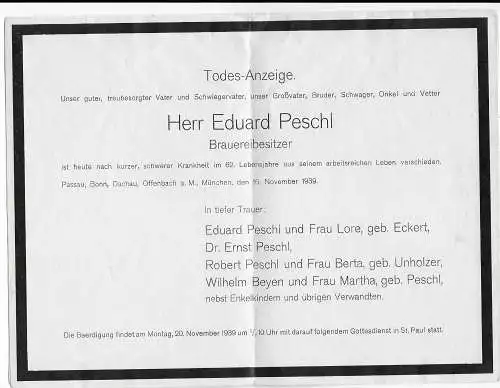 Todes-Anzeige.
Unser guter, treubesorgter Vater und Schwiegervater, unser Großvater, Bruder, Schwager, Onkel und Vetter
Herr Eduard Peschl
Brauereibesitzer
ist heute nach kurzer, schwerer Krankheit im 62. Lebensjahre aus seinem arbeitsreichen Leben verschieden.
Passau, Bonn, Dachau, Offenbach a. M., München, den 16. November 1939.
In tiefer Trauer:
Eduard Peschl und Frau Lore, geb. Eckert,
Dr. Ernst Peschl,
Robert Peschl und Frau Berta, geb. Unholzer,
Wilhelm Beyen und Frau Martha, geb. Peschl,
nebst Enkelkindern und übrigen Verwandten.
Die Beerdigung findet am Montag, 20. November 1939 um 1/2 10 Uhr mit darauf folgendem Gottesdienst in St. Paul statt.